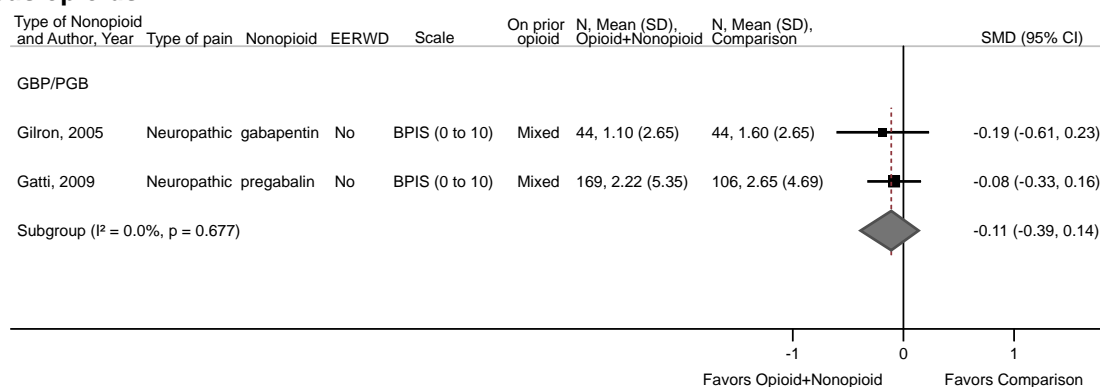 Type of Nonopioid and Author, Year Type of pain Nonopioid EERWD Scale On prior opioid N, Mean (SD), Opioid+Nonopioid N, Mean (SD), Comparison SMD (95% CI)
GBP/PGB
Gilron, 2005 Neuropathic gabapentin No BPIS (0 to 10) Mixed 44, 1.10 (2.65) 44, 1.60 (2.65) -0.19 (-0.61, 0.23)
Gatti, 2009 Neuropathic pregabalin No BPIS (0 to 10) Mixed 169, 2.22 (5.35) 106, 2.65 (4.69) -0.08 (-0.33, 0.16)
Subgroup (I² = 0.0%, p = 0.677) -0.11 (-0.39, 0.14)
-1 0 1
Favors Opioid+Nonopioid Favors Comparison